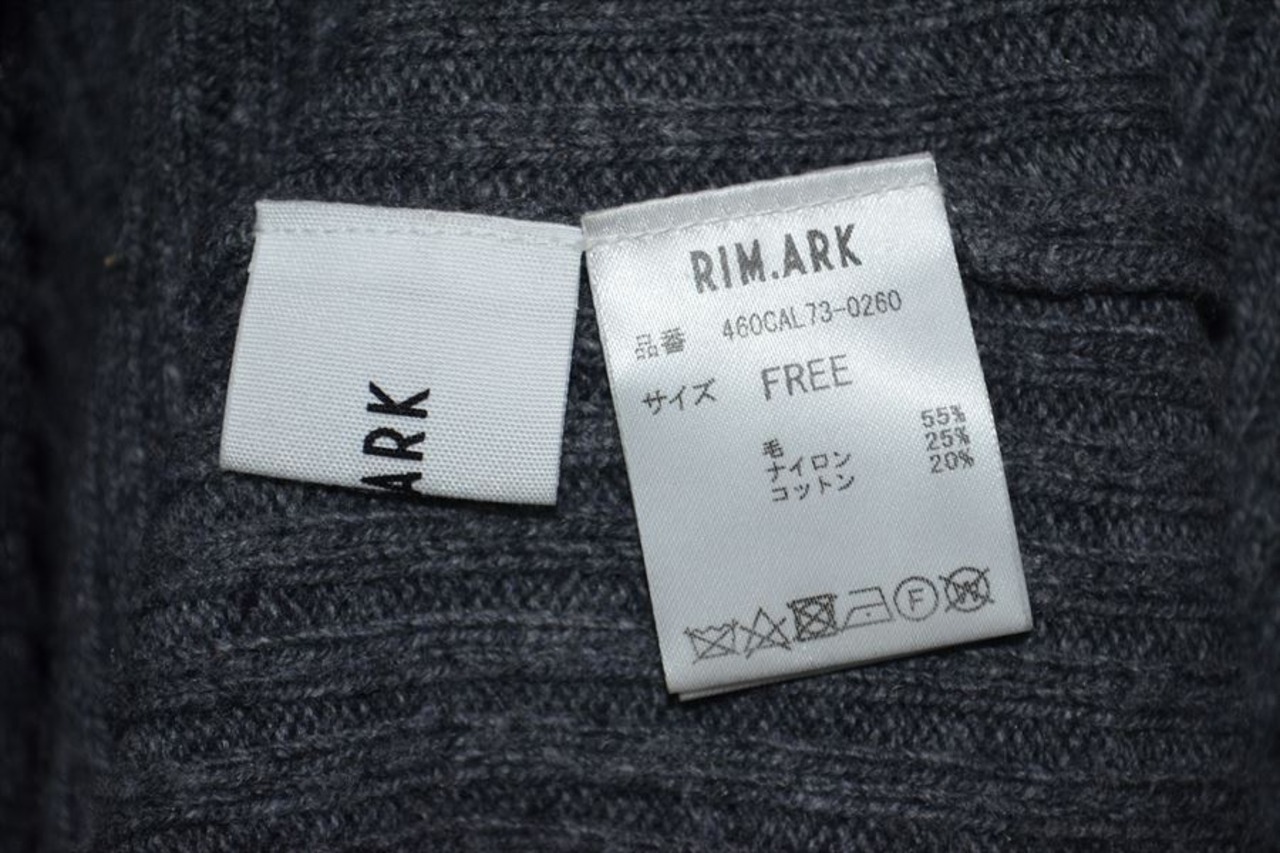 ARK
RIM.ARK
品番 460CAL73-0260
サイズ FREE
毛 55%
ナイロン 25%
コットン 20%
F
W